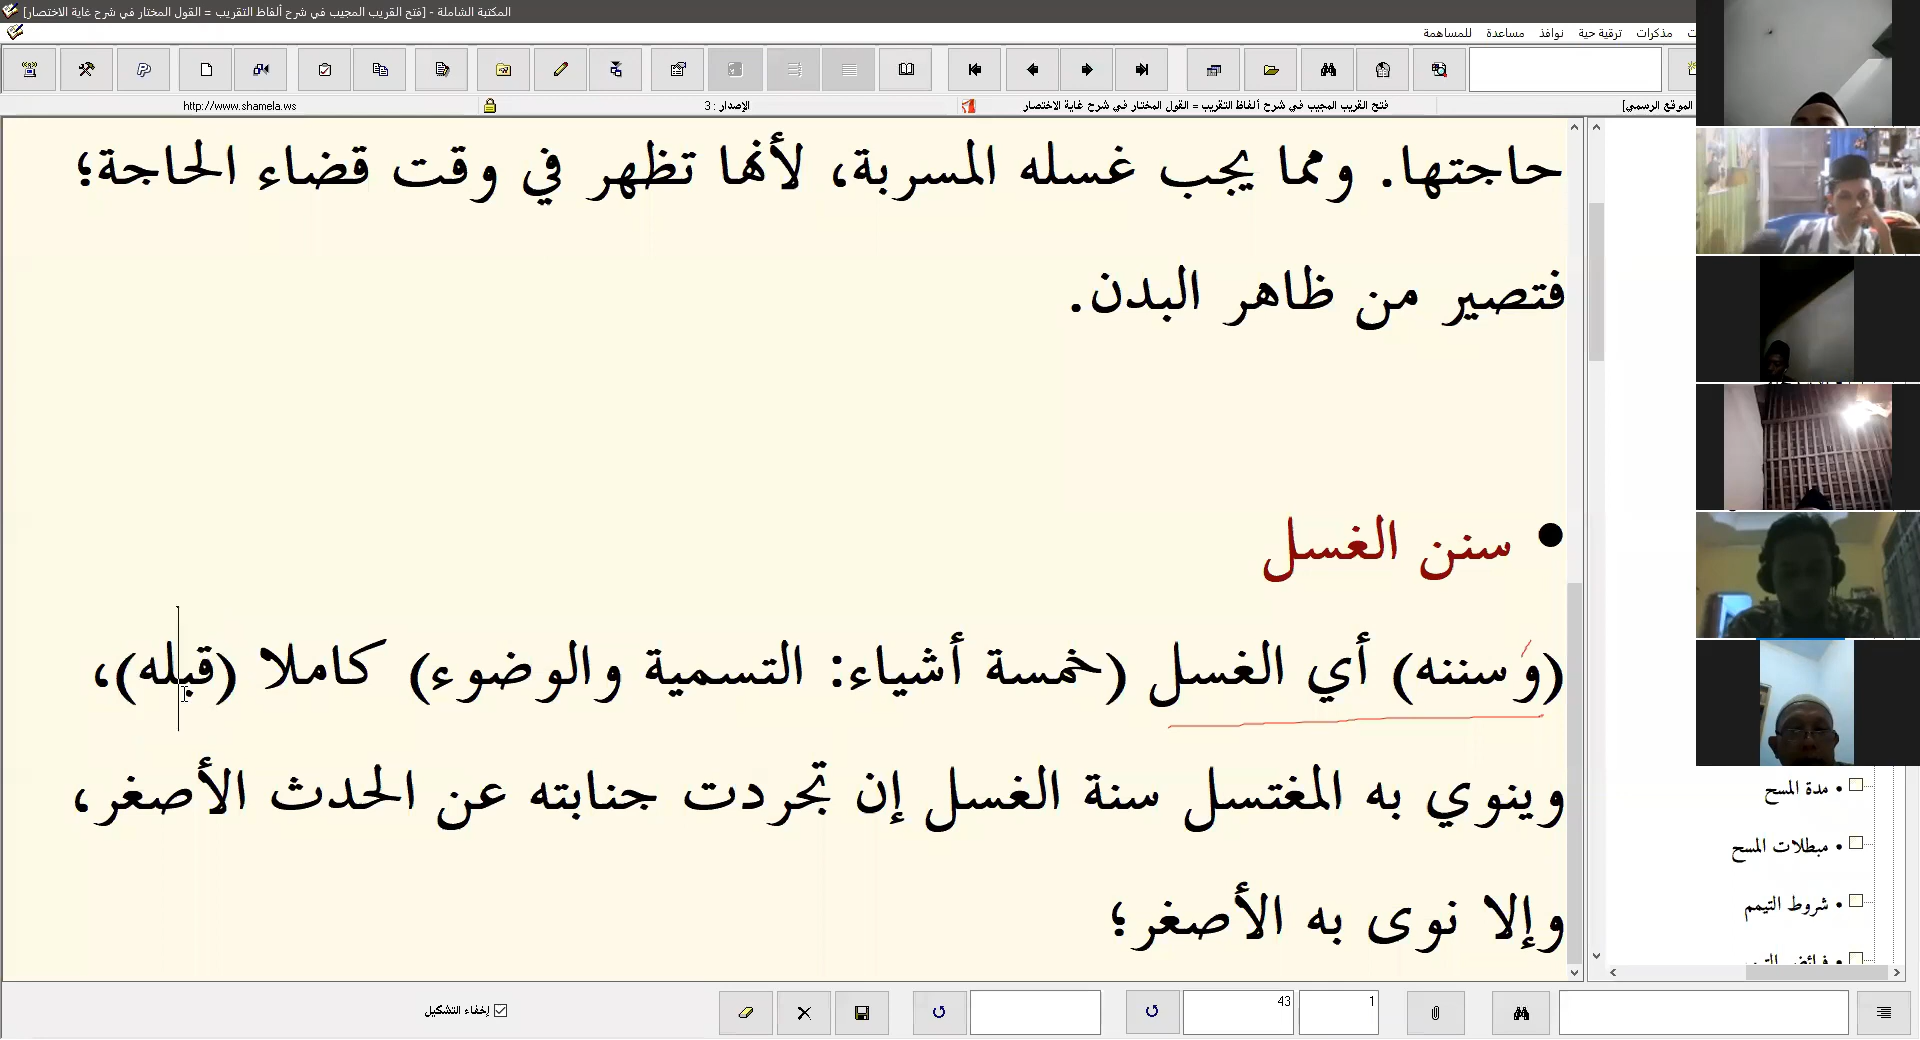 المكتبة الشاملة - [فتح القريب المجيب في شرح ألفاظ التقريب = القول المختار في شرح غاية الاختصار]
مذكرات ترقية حية نوافذ مساعدة للمساهمة
الموقع الرسمي] فتح القريب المجيب في شرح ألفاظ التقريب = القول المختار في شرح غاية الاختصار الإصدار : 3 http://www.shamela.ws
حاجتها. ومما يجب غسله المسربة، لأنها تظهر في وقت قضاء الحاجة؛
فتصير من ظاهر البدن.
• سنن الغسل
(وسننه) أي الغسل (خمسة أشياء: التسمية والوضوء) كاملا (قبله)،
وينوي به المغتسل سنة الغسل إن تجردت جنابته عن الحدث الأصغر،
وإلا نوى به الأصغر؛
• مدة المسح
• مبطلات المسح
• شروط التيمم
1 43 إخفاء التشكيل